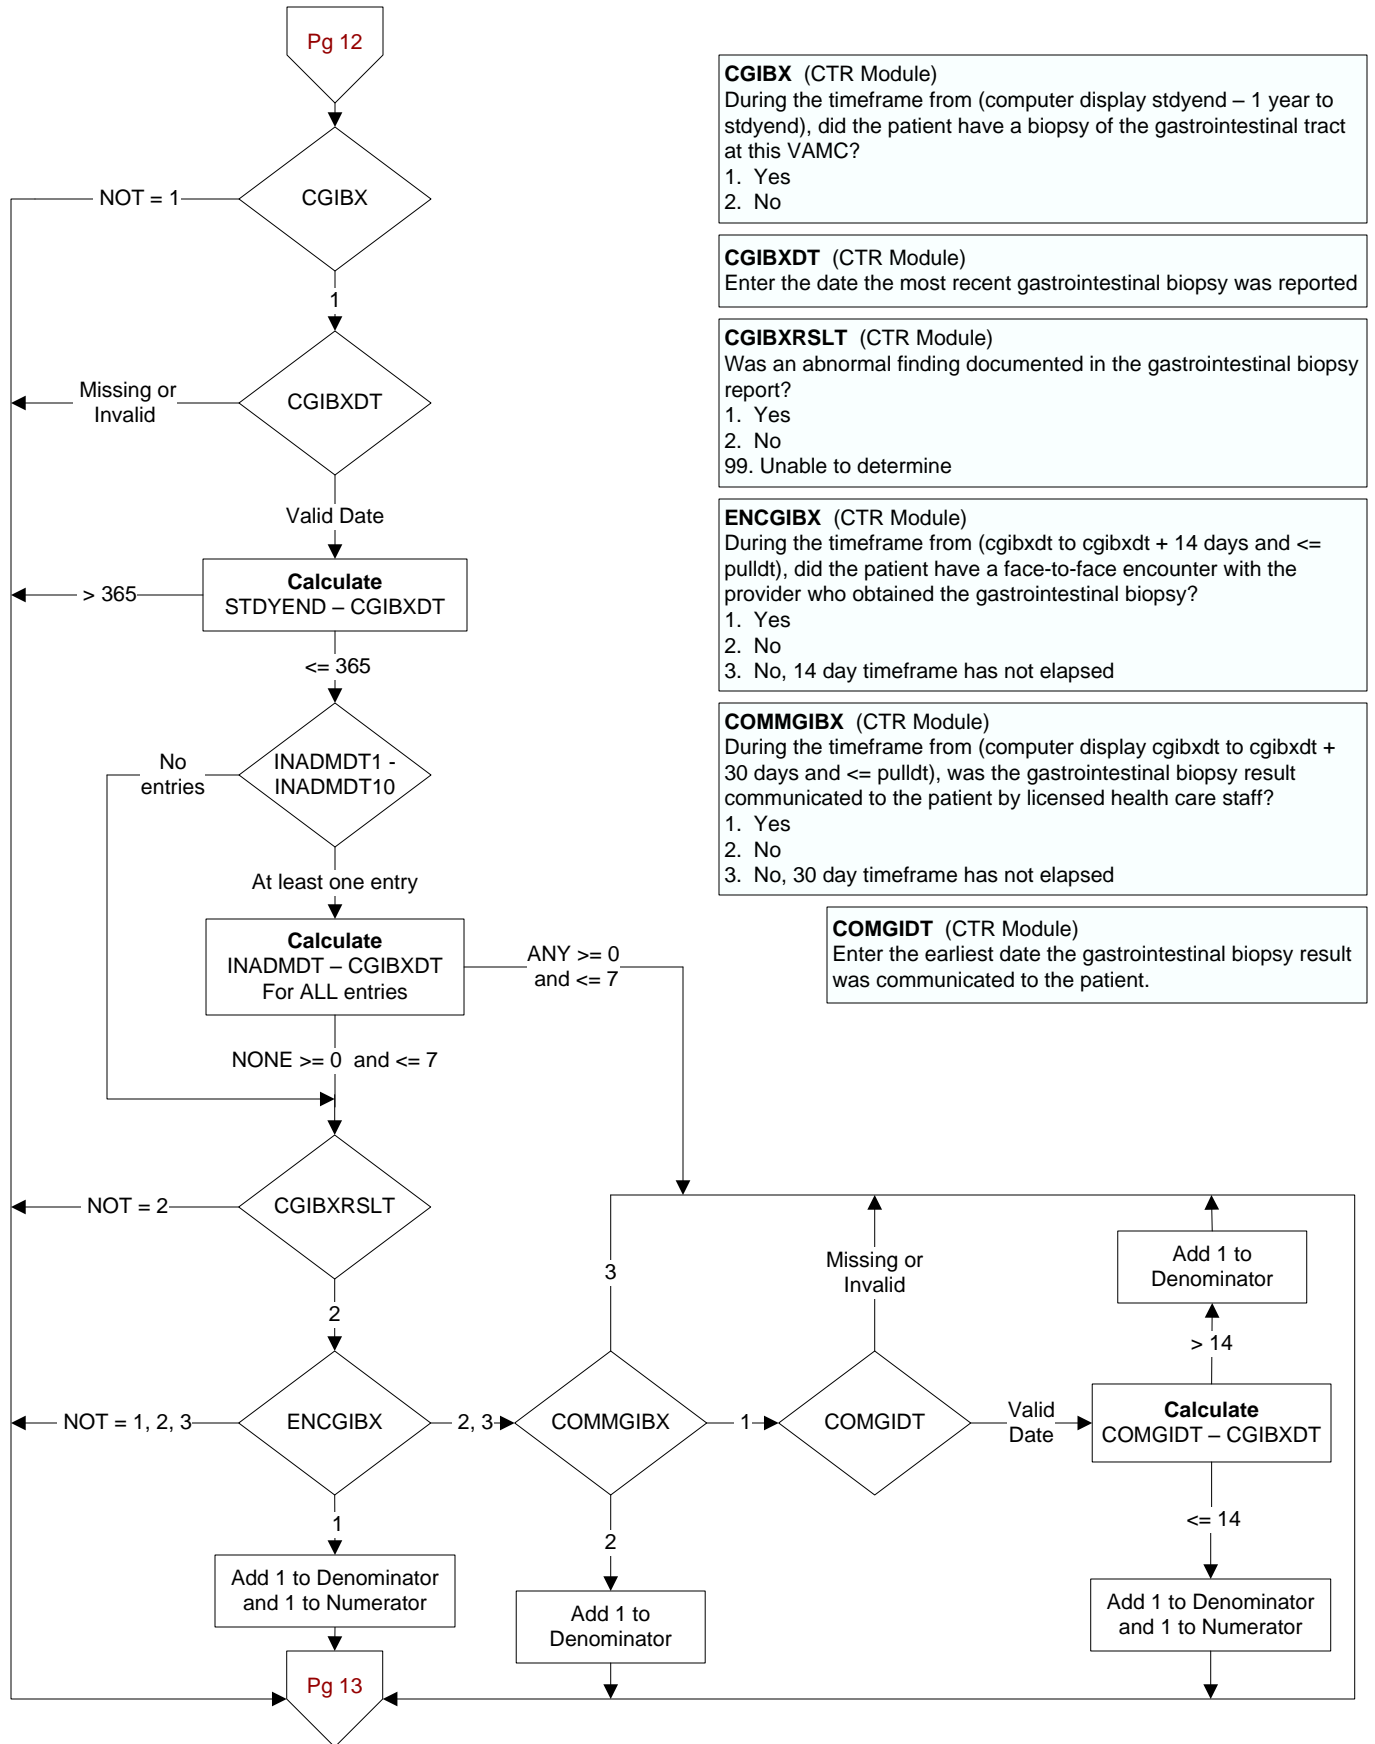 Pg 12
CGIBX
NOT = 1
1
CGIBXDT
Missing or
Invalid
Valid Date
Calculate
STDYEND – CGIBXDT
> 365
<= 365
INADMDT1 -
INADMDT10
No
entries
At least one entry
Calculate
INADMDT – CGIBXDT
For ALL entries
ANY >= 0
and <= 7
NONE >= 0 and <= 7
CGIBXRSLT
NOT = 2
2
ENCGIBX
NOT = 1, 2, 3
2, 3
1
Add 1 to Denominator
and 1 to Numerator
Pg 13
COMMGIBX
3
1
2
Add 1 to
Denominator
COMGIDT
Missing or
Invalid
Valid
Date
Calculate
COMGIDT – CGIBXDT
> 14
Add 1 to
Denominator
<= 14
Add 1 to Denominator
and 1 to Numerator
CGIBX (CTR Module)
During the timeframe from (computer display stdyend – 1 year to
stdyend), did the patient have a biopsy of the gastrointestinal tract
at this VAMC?
1. Yes
2. No
CGIBXDT (CTR Module)
Enter the date the most recent gastrointestinal biopsy was reported
CGIBXRSLT (CTR Module)
Was an abnormal finding documented in the gastrointestinal biopsy
report?
1. Yes
2. No
99. Unable to determine
ENCGIBX (CTR Module)
During the timeframe from (cgibxdt to cgibxdt + 14 days and <=
pulldt), did the patient have a face-to-face encounter with the
provider who obtained the gastrointestinal biopsy?
1. Yes
2. No
3. No, 14 day timeframe has not elapsed
COMMGIBX (CTR Module)
During the timeframe from (computer display cgibxdt to cgibxdt +
30 days and <= pulldt), was the gastrointestinal biopsy result
communicated to the patient by licensed health care staff?
1. Yes
2. No
3. No, 30 day timeframe has not elapsed
COMGIDT (CTR Module)
Enter the earliest date the gastrointestinal biopsy result
was communicated to the patient.